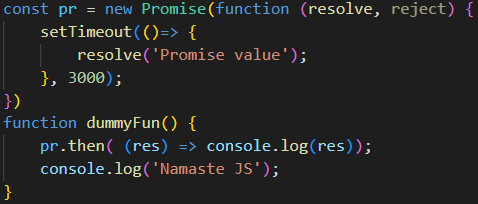 const pr = new Promise(function (resolve, reject) {
    setTimeout(()=> {
        resolve('Promise value');
    }, 3000);
})
function dummyFun() {
    pr.then( (res) => console.log(res));
    console.log('Namaste JS');
}